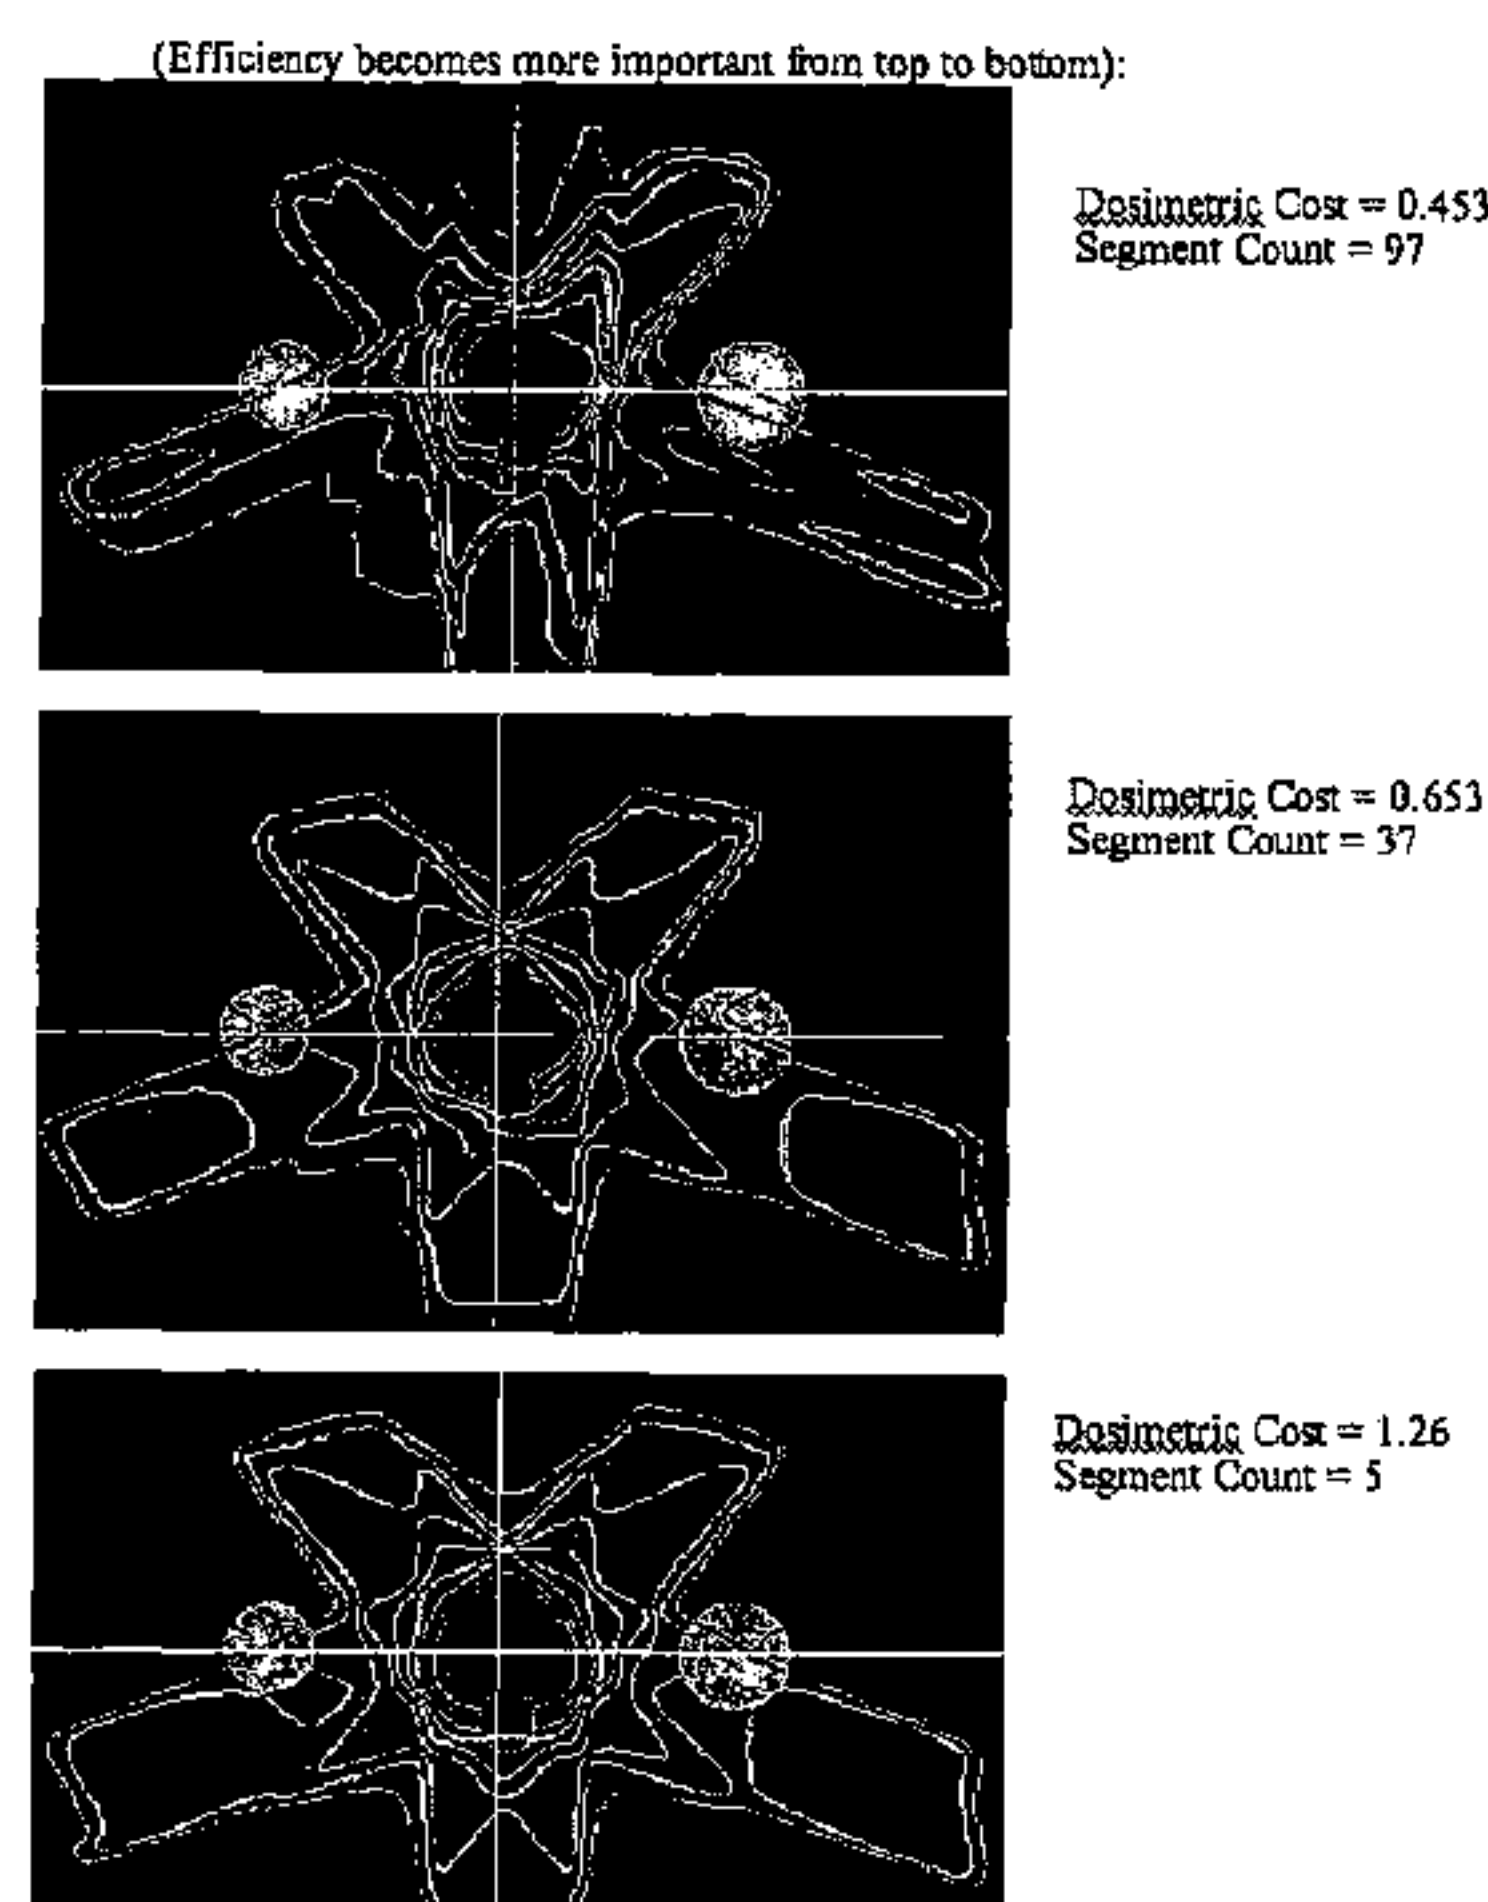 (Efficiency becomes more important from top to bottom):
Dosimetric Cost = 0.453
Segment Count = 97
Dosimetric Cost = 0.653
Segment Count = 37
Dosimetric Cost = 1.26
Segment Count = 5